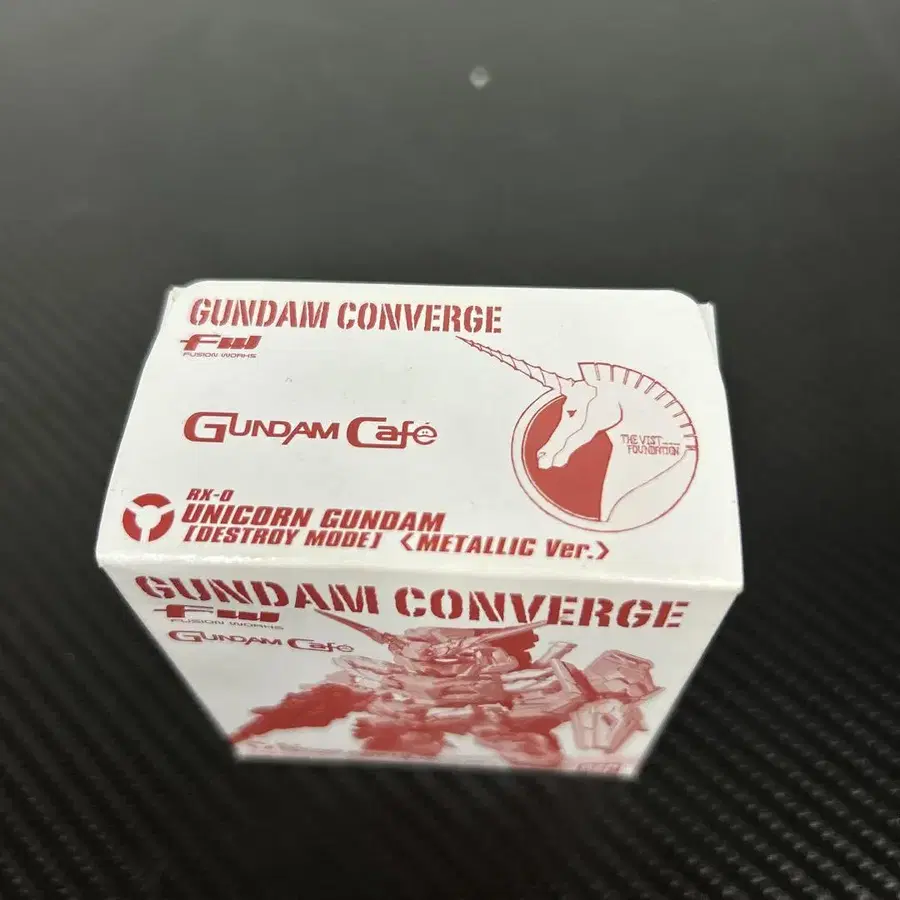 GUNDAM CONVERGE
FW
FUSION WORKS
GUNDAM Café
THE VIST
FOUNDATION
RX-0
UNICORN GUNDAM
[DESTROY MODE] <METALLIC Ver.>
GUNDAM CONVERGE
FW
FUSION WORKS
GUNDAM Café